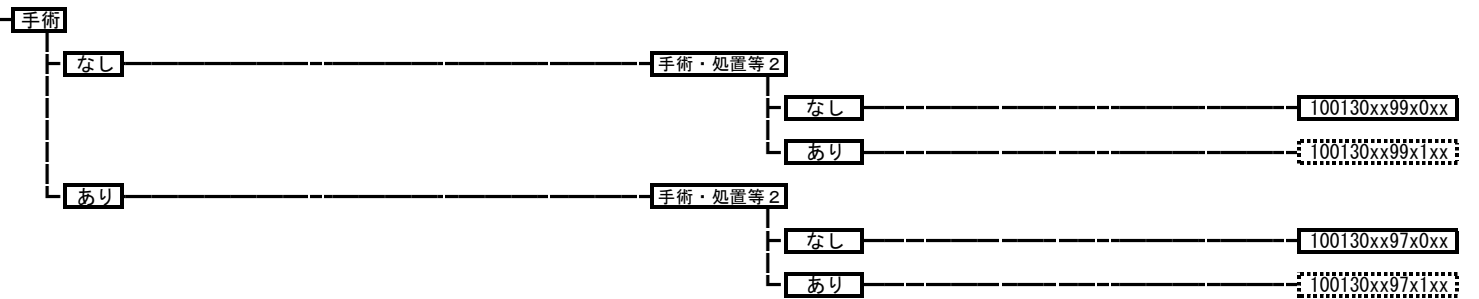 手術
なし 手術・処置等2
なし 100130xx99x0xx
あり 100130xx99x1xx
あり 手術・処置等2
なし 100130xx97x0xx
あり 100130xx97x1xx